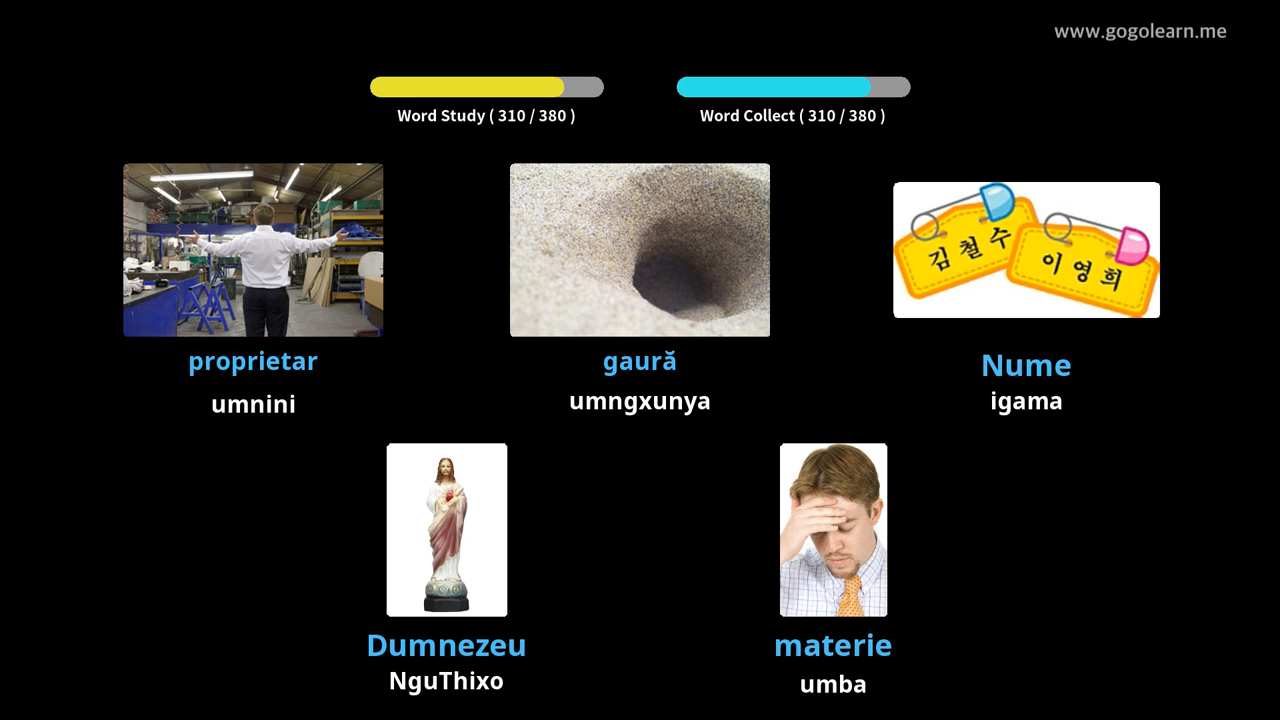 www.gogolearn.me
Word Study ( 310 / 380 )
Word Collect ( 310 / 380 )
김철수
이영희
proprietar
umnini
gaură
umngxunya
Nume
igama
Dumnezeu
NguThixo
materie
umba